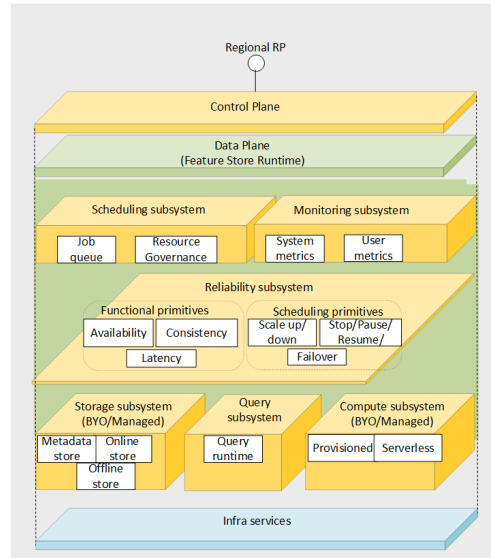 Regional RP
Control Plane
Data Plane
(Feature Store Runtime)
Scheduling subsystem
Monitoring subsystem
Job
queue
Resource
Governance
System
metrics
User
metrics
Reliability subsystem
Functional primitives
Scheduling primitives
Availability
Consistency
Latency
Scale up/
down
Stop/Pause/
Resume/
Failover
Storage subsystem
(BYO/Managed)
Metadata
store
Online
store
Offline
store
Query
subsystem
Query
runtime
Compute subsystem
(BYO/Managed)
Provisioned
Serverless
Infra services